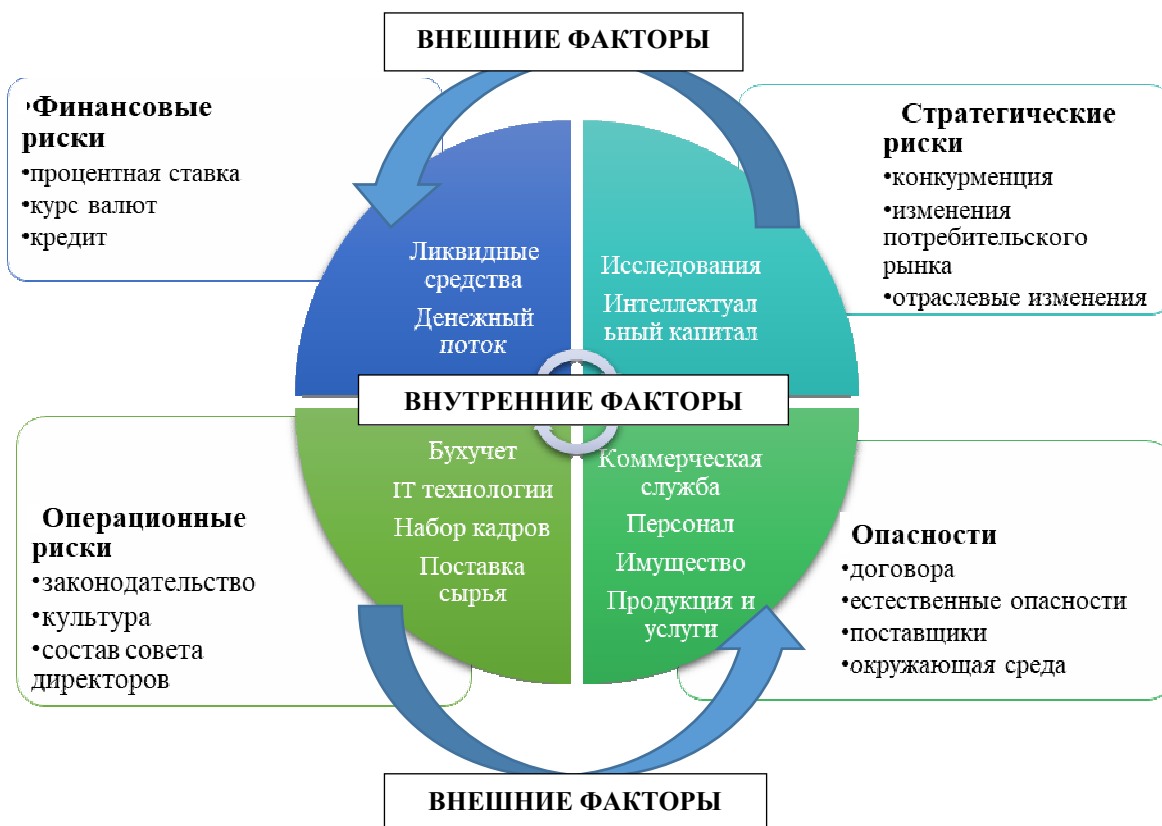 ВНЕШНИЕ ФАКТОРЫ
•Финансовые
риски
•процентная ставка
•курс валют
•кредит
Стратегические
риски
•конкурменция
•изменения
потребительского
рынка
•отраслевые изменения
Ликвидные
средства
Денежный
поток
Исследования
Интеллектуал
ьный капитал
ВНУТРЕННИЕ ФАКТОРЫ
Бухучет
IT технологии
Набор кадров
Поставка
сырья
Коммерческая
служба
Персонал
Имущество
Продукция и
услуги
Операционные
риски
•законодательство
•культура
•состав совета
директоров
Опасности
•договора
•естественные опасности
•поставщики
•окружающая среда
ВНЕШНИЕ ФАКТОРЫ